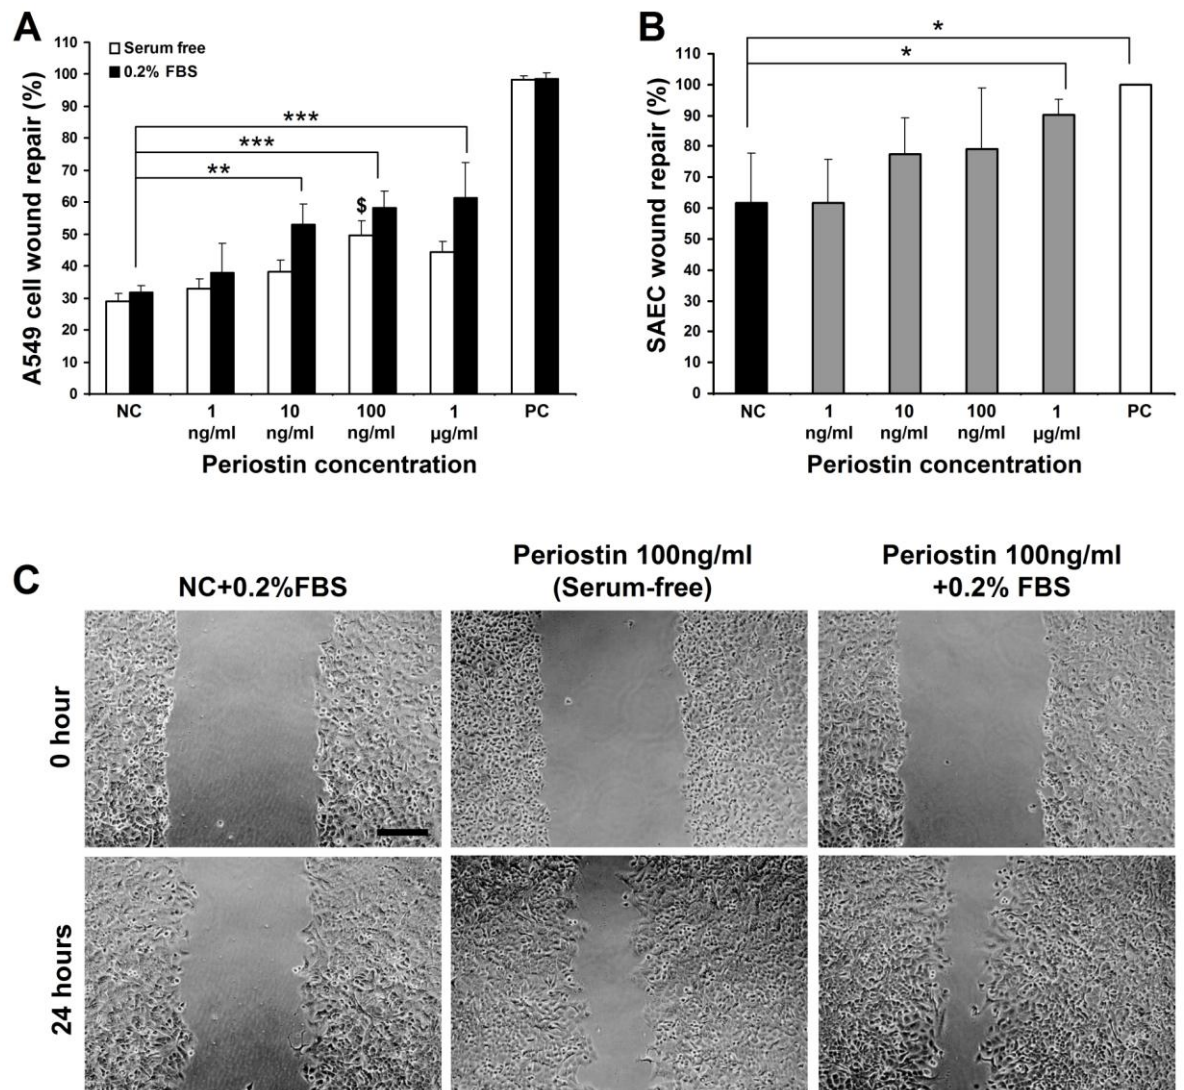 A
A549 cell wound repair (%)
110
100
90
80
70
60
50
40
30
20
10
0
Serum free
0.2% FBS
***
***
**
$
NC 1 10 100 1 PC
ng/ml ng/ml ng/ml µg/ml
Periostin concentration
B
SAEC wound repair (%)
110
100
90
80
70
60
50
40
30
20
10
0
*
*
NC 1 10 100 1 PC
ng/ml ng/ml ng/ml µg/ml
Periostin concentration
C
NC+0.2%FBS
Periostin 100ng/ml
(Serum-free)
Periostin 100ng/ml
+0.2% FBS
0 hour
24 hours